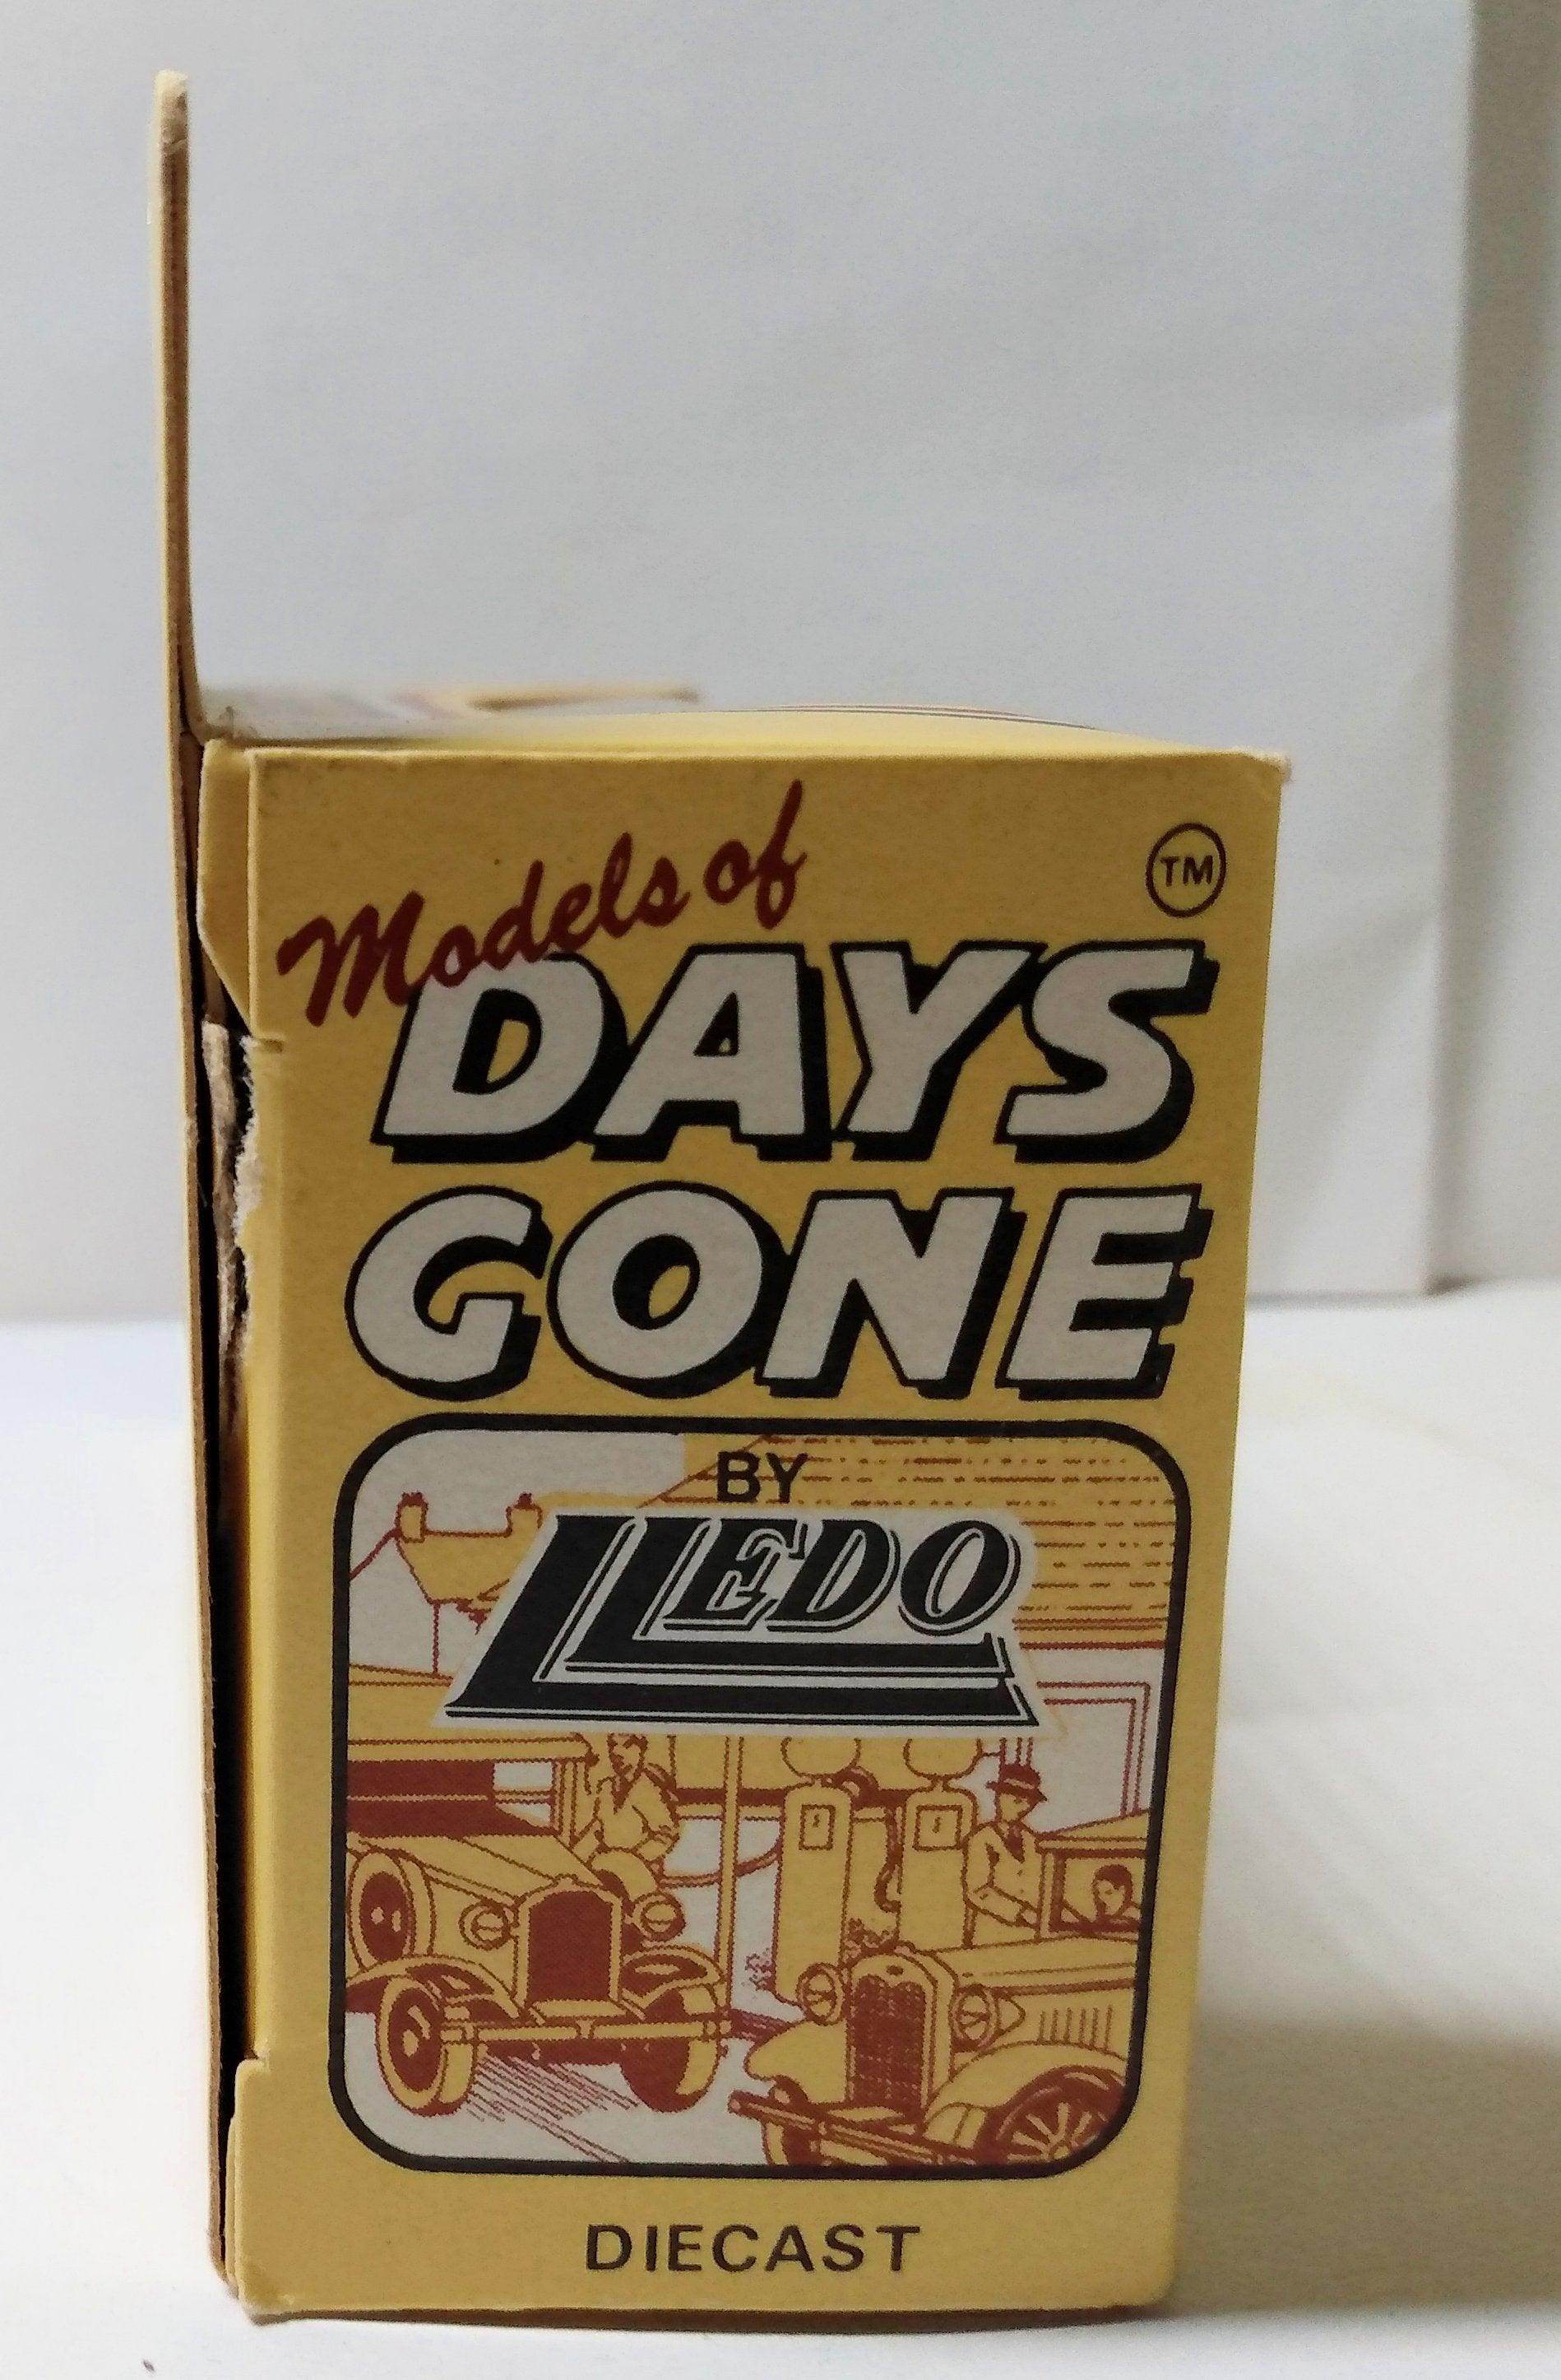 Models of
TM
DAYS
GONE
BY
LLEDO
DIECAST